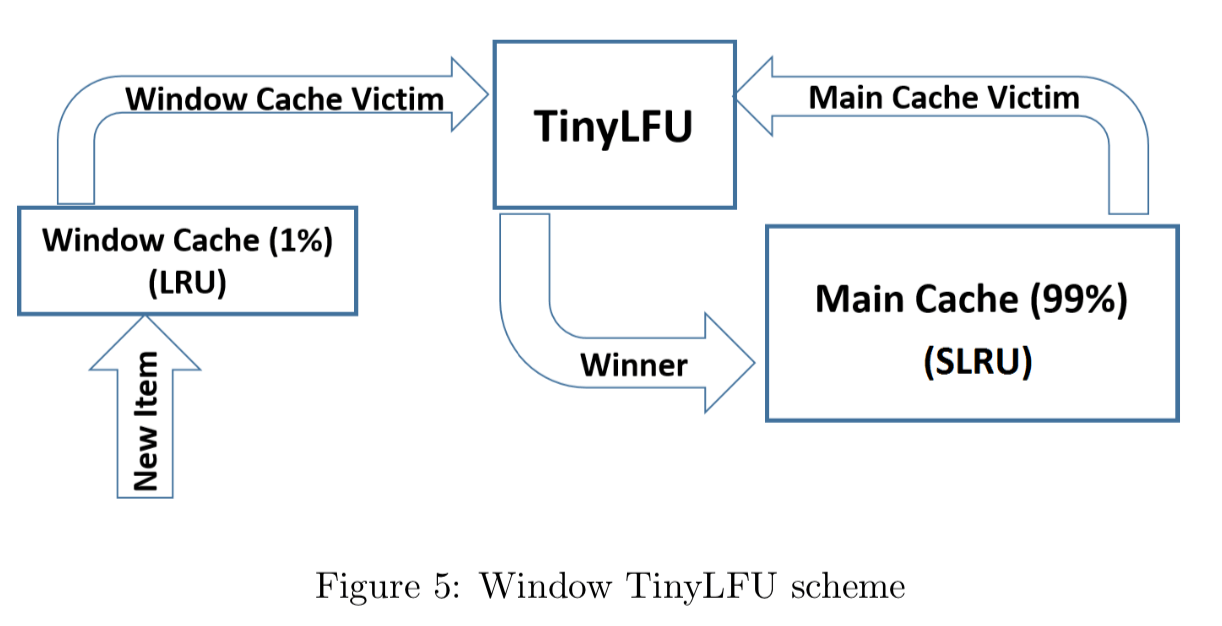 Window Cache Victim
TinyLFU
Main Cache Victim
Window Cache (1%)
(LRU)
Main Cache (99%)
(SLRU)
Winner
New Item
Figure 5: Window TinyLFU scheme